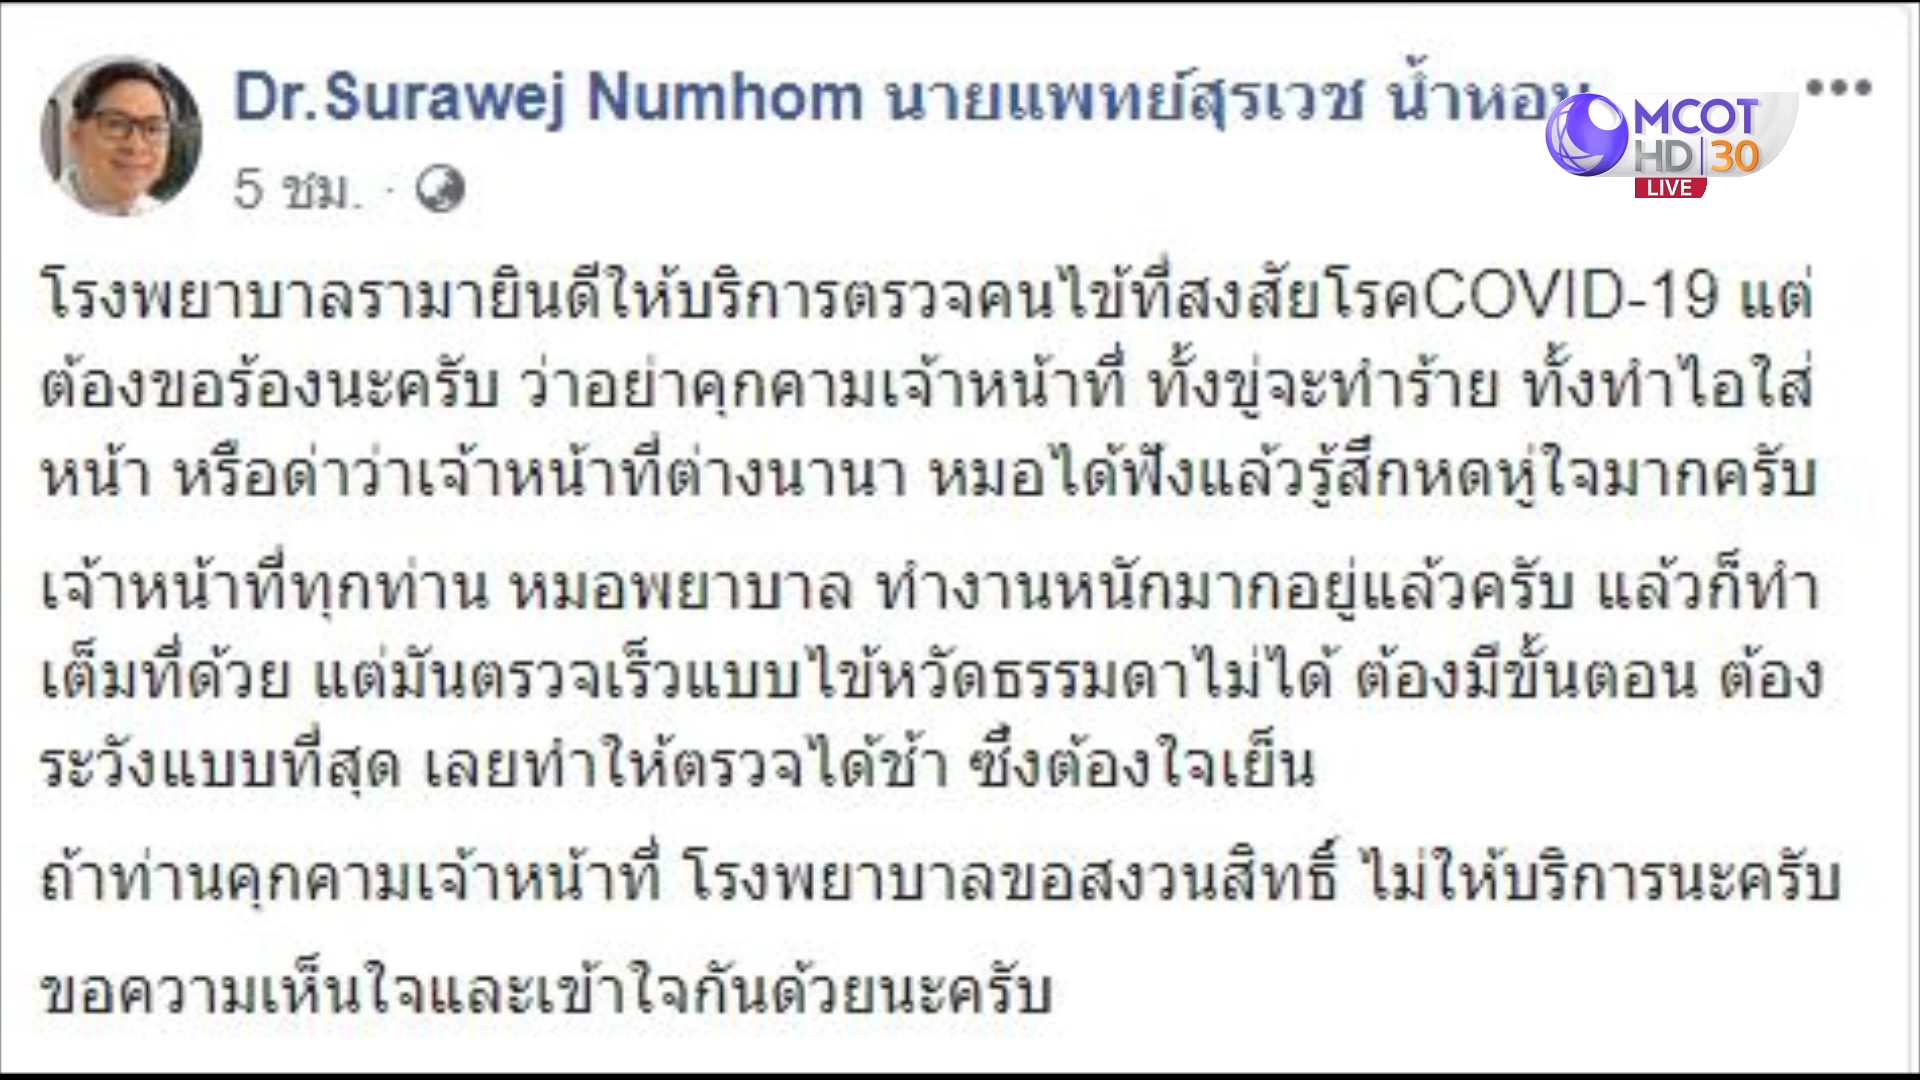 Dr.Surawej Numhom นายแพทย์สุรเวช น้ำหอม
MCOT
HD 30
LIVE
5 ชม.
โรงพยาบาลรามายินดีให้บริการตรวจคนไข้ที่สงสัยโรคCOVID-19 แต่
ต้องขอร้องนะครับ ว่าอย่าคุกคามเจ้าหน้าที่ ทั้งขู่จะทำร้าย ทั้งทำไอใส่
หน้า หรือด่าว่าเจ้าหน้าที่ต่างนานา หมอได้ฟังแล้วรู้สึกหดหู่ใจมากครับ
เจ้าหน้าที่ทุกท่าน หมอพยาบาล ทำงานหนักมากอยู่แล้วครับ แล้วก็ทำ
เต็มที่ด้วย แต่มันตรวจเร็วแบบไข้หวัดธรรมดาไม่ได้ ต้องมีขั้นตอน ต้อง
ระวังแบบที่สุด เลยทำให้ตรวจได้ช้า ซึ่งต้องใจเย็น
ถ้าท่านคุกคามเจ้าหน้าที่ โรงพยาบาลขอสงวนสิทธิ์ ไม่ให้บริการนะครับ
ขอความเห็นใจและเข้าใจกันด้วยนะครับ